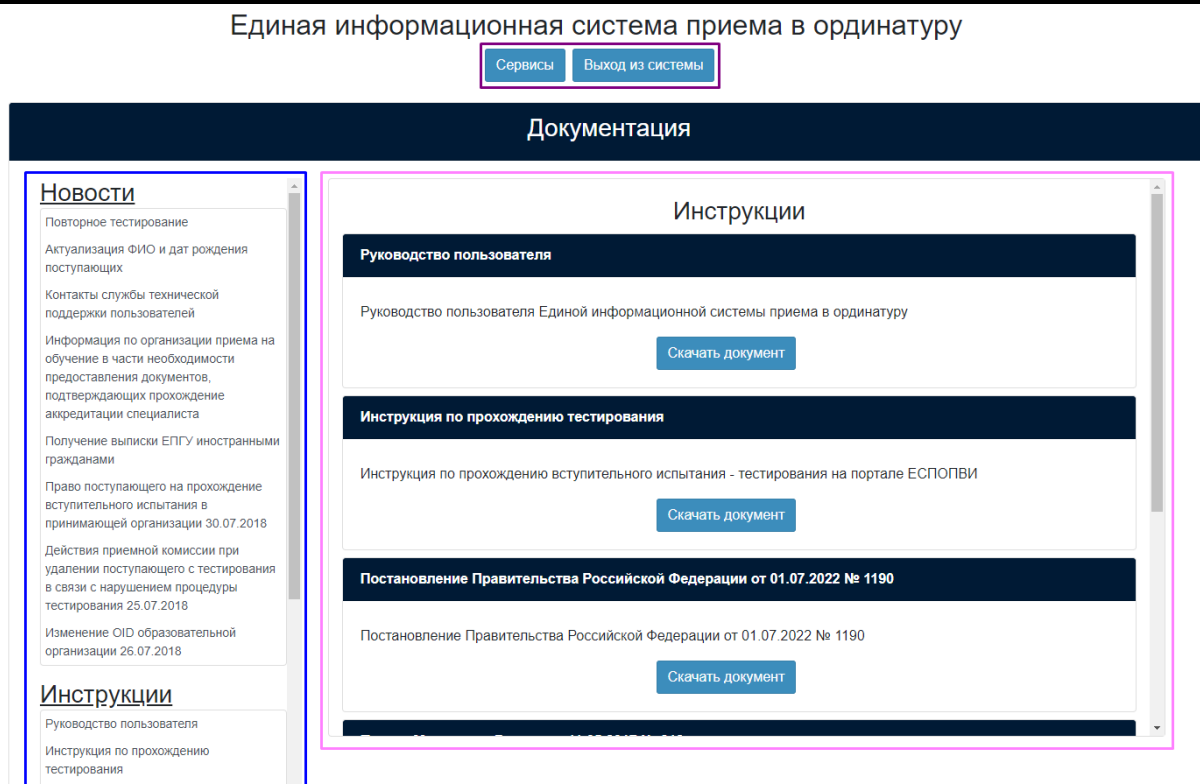 Единая информационная система приема в ординатуру
Сервисы
Выход из системы
Документация
Новости
Повторное тестирование
Актуализация ФИО и дат рождения
поступающих
Контакты службы технической
поддержки пользователей
Информация по организации приема на
обучение в части необходимости
предоставления документов,
подтверждающих прохождение
аккредитации специалиста
Получение выписки ЕПГУ иностранными
гражданами
Право поступающего на прохождение
вступительного испытания в
принимающей организации 30.07.2018
Действия приемной комиссии при
удалении поступающего с тестирования
в связи с нарушением процедуры
тестирования 25.07.2018
Изменение OID образовательной
организации 26.07.2018
Инструкции
Руководство пользователя
Инструкция по прохождению
тестирования
Инструкции
Руководство пользователя
Руководство пользователя Единой информационной системы приема в ординатуру
Скачать документ
Инструкция по прохождению тестирования
Инструкция по прохождению вступительного испытания - тестирования на портале ЕСПОПВИ
Скачать документ
Постановление Правительства Российской Федерации от 01.07.2022 № 1190
Постановление Правительства Российской Федерации от 01.07.2022 № 1190
Скачать документ